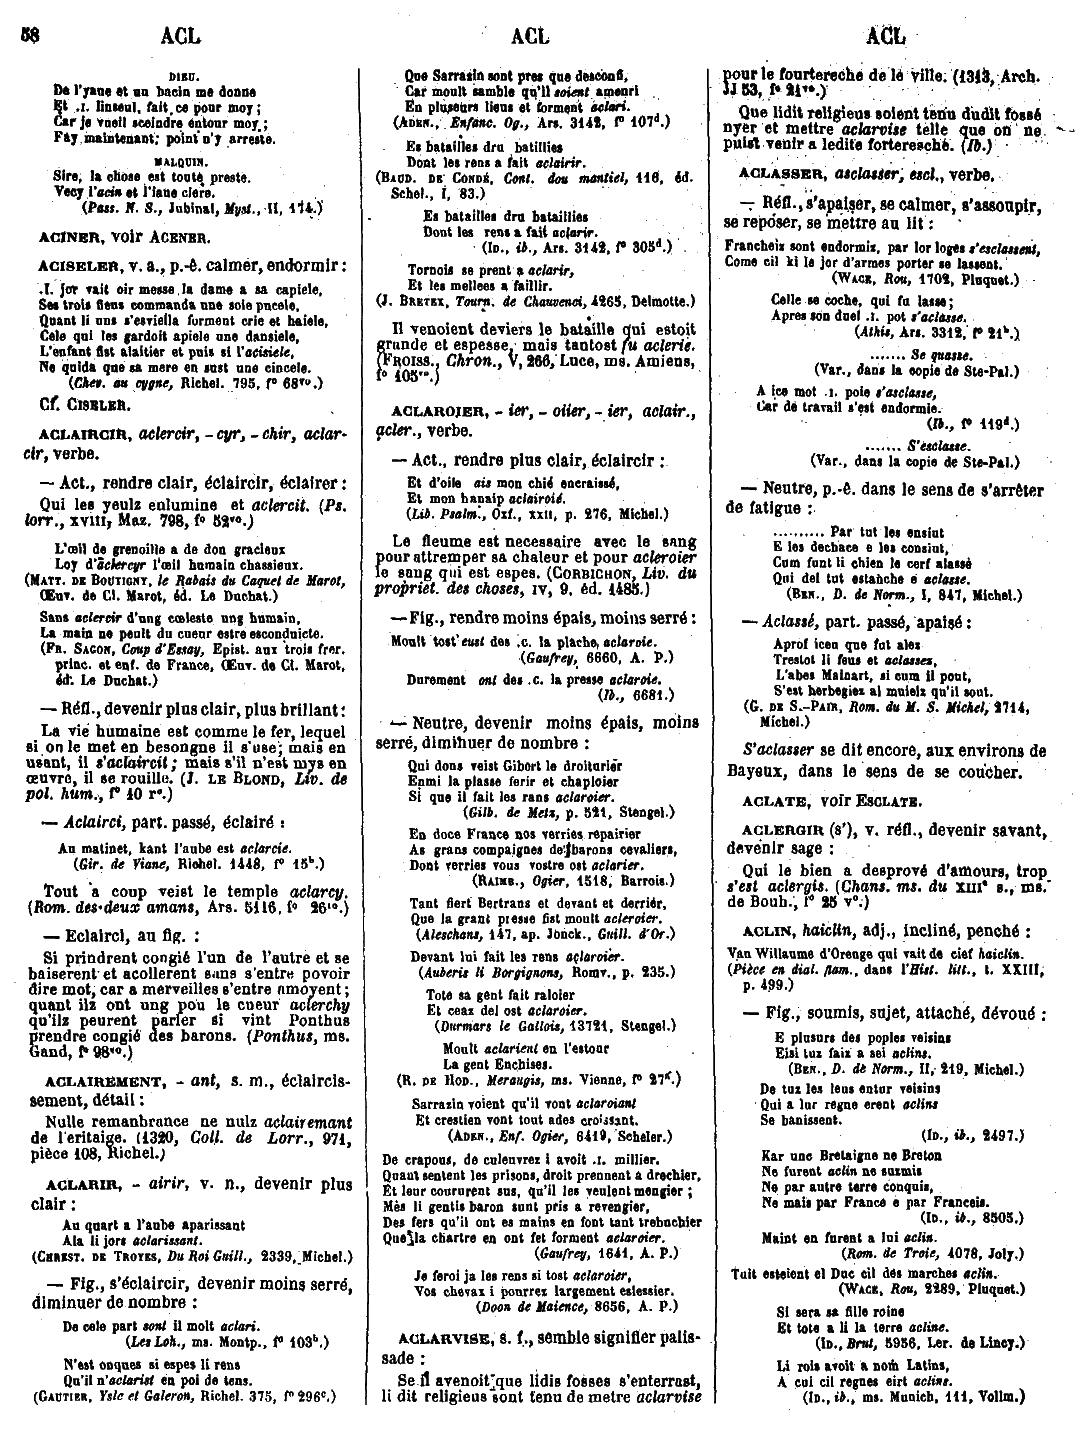 58 ACL ACL ACL
DIEU.
De l'yaue et un bacin me donne
Et .I. linseul, fait ce pour moy ;
Car je vueil sceindre entour moy ;
Fay maintenant; point n'y arreste.
MALQUIN.
Sire, la chose est toute preste.
Vecy l'acin et l'iaue clere.
(Pass. N. S., Jubinal, Myst., II, 174.)
ACINER, voir ACENER.
ACISELER, v. a., p.-ê. calmer, endormir :
.I. jor vait oir messe la dame a sa capiele,
Ses trois fieus commanda une soie pucele,
Quant li uns s'esviella forment crie et baiele,
Cele qui les gardoit apiele une dansiele,
L'enfant fist alaitier et puis si l'acisiele,
Ne quida que sa mere en sust une cincele.
(Chev. au cygne, Richel. 795, f° 68vo.)
Cf. CISELER.
ACLAIRCIR, aclercir, - cyr, - chir, aclar-
cir, verbe.
— Act., rendre clair, éclaircir, éclairer :
Qui les yeulz enlumine et aclercit. (Ps.
lorr., XVIII, Maz. 798, f° 52vo.)
L'œil de grenoille a de don gracieux
Loy d'aclercyr l'œil humain chassieux.
(MATT. DE BOUTIGNY, le Rabais du Caquet de Marot,
Œuv. de Cl. Marot, éd. Le Duchat.)
Sans aclercir d'ung cœleste ung humain,
La main ne peult du cueur estre esconduicte.
(FR. SAGON, Coup d'Essay, Epist. aux trois frer.
princ. et enf. de France, Œuv. de Cl. Marot,
éd. Le Duchat.)
— Réfl., devenir plus clair, plus brillant :
La vie humaine est comme le fer, lequel
si on le met en besongne il s'use; mais en
usant, il s'aclaircit ; mais s'il n'est mys en
œuvre, il se rouille. (J. LE BLOND, Liv. de
pol. hum., f° 10 r°.)
— Aclairci, part. passé, éclairé :
Au matinet, kant l'aube est aclarcie.
(Gir. de Viane, Richel. 1448, f° 15b.)
Tout a coup veist le temple aclarcy.
(Rom. des deux amans, Ars. 5116, f° 26vo.)
— Eclairci, au fig. :
Si prindrent congié l'un de l'autre et se
baiserent et acollerent sans s'entre povoir
dire mot, car a merveilles s'entre amoyent ;
quant ilz ont ung pou le cueur aclerchy
qu'ilz peurent parler si vint Ponthus
prendre congié des barons. (Ponthus, ms.
Gand, f° 98vo.)
ACLAIREMENT, - ant, s. m., éclaircis-
sement, détail :
Nulle remanbrance ne nulz aclairemant
de l'eritaige. (1320, Coll. de Lorr., 971,
pièce 108, Richel.)
ACLARIR, - airir, v. n., devenir plus
clair :
Au quart a l'aube aparissant
Ala li jors aclarissant.
(CHREST. DE TROYES, Du Roi Guill., 2339, Michel.)
— Fig., s'éclaircir, devenir moins serré,
diminuer de nombre :
De cele part sont il molt aclari.
(Les Loh., ms. Montp., f° 103b.)
N'est onques si espes li rens
Qu'il n'aclarist en poi de tens.
(GAUTIER, Ysle et Galeron, Richel. 375, f° 296c.)
Que Sarrasin sont pres que desconfi,
Car moult samble qu'il soient amenri
En pluseurs lieus et forment aclari.
(ADEN., Enfanc. Og., Ars. 3142, f° 107d.)
Es batailles dru batillies
Dont les rens a fait aclairir.
(BAUD. DE CONDÉ, Cont. dou mantiel, 116, éd.
Schel., I, 83.)
Es batailles dru bataillies
Dont les rens a fait aclarir.
(ID., ib., Ars. 3142, f° 305d.)
Tornois se prent a aclarir,
Et les mellees a faillir.
(J. BRETEX, Tourn. de Chauvenci, 4265, Delmotte.)
Il venoient deviers le bataille qui estoit
grande et espesse, mais tantost fu aclerie.
(FROISS., Chron., V, 266, Luce, ms. Amiens,
f° 105vo.)
ACLAROIER, - ier, - oiier, - ier, aclair.,
acler., verbe.
— Act., rendre plus clair, éclaircir :
Et d'oile ais mon chié encraissé,
Et mon hanaip aclairoié.
(Lib. Psalm., Oxf., XXII, p. 276, Michel.)
Le fleume est necessaire avec le sang
pour attremper sa chaleur et pour acleroier
le sang qui est espes. (CORBICHON, Liv. du
propriet. des choses, IV, 9, éd. 1485.)
— Fig., rendre moins épais, moins serré :
Moult tost eust des .c. la plache aclaroie.
(Gaufrey, 6660, A. P.)
Durement ont des .c. la presse aclaroie.
(Ib., 6681.)
— Neutre, devenir moins épais, moins
serré, diminuer de nombre :
Qui dons veist Gibert le droiturier
Enmi la plasse ferir et chaploier
Si que il fait les rans aclaroier.
(Gilb. de Metz, p. 521, Stengel.)
En doce France nos verries repairier
As grans compaignes de barons cevaliers,
Dont verries vous vostre ost aclarier.
(RAIMB., Ogier, 1518, Barrois.)
Tant fiert Bertrans et devant et derrier,
Que la grant presse fist moult acleroier.
(Aleschans, 147, ap. Jonck., Guill. d'Or.)
Devant lui fait les rens aclaroier.
(Auberis li Borgignons, Romv., p. 235.)
Tote sa gent fait raloier
Et ceaz del ost aclaroier.
(Durmars le Gallois, 13721, Stengel.)
Moult aclarient en l'estour
La gent Enchises.
(R. DE HOD., Meraugis, ms. Vienne, f° 27d.)
Sarrazin voient qu'il vont aclaroiant
Et crestien vont tout ades croissant.
(ADEN., Enf. Ogier, 6419, Scheler.)
De crapous, de culeuvrez i avoit .I. millier.
Quant sentent les prisons, droit prennent a drechier,
Et leur coururent sus, qu'il les veulent mengier ;
Mès li gentis baron sunt pris a revengier,
Des fers qu'il ont es mains en font tant trebuchier
Que la chartre en ont fet forment aclaroier.
(Gaufrey, 1641, A. P.)
Je feroi ja les rens si tost aclaroier,
Vos chevax i pourrez largement eslessier.
(Doon de Maience, 8656, A. P.)
ACLARVISE, s. f., semble signifier palis-
sade :
Se il avenoit que lidis fosses s'enterrast,
li dit religieus sont tenu de metre aclarvise
pour le fourtereche de le ville. (1313, Arch.
JJ 53, f° 21vo.)
Que lidit religieus soient tenu dudit fossé
nyer et mettre aclarvise telle que on ne
puist venir a ledite forteresche. (Ib.)
ACLASSER, asclasser, escl., verbe.
— Réfl., s'apaiser, se calmer, s'assoupir,
se reposer, se mettre au lit :
Francheiz sont endormiz, par lor loges s'esclassent,
Come cil ki le jor d'armes porter se lassent.
(WACE, Rou, 1702, Pluquet.)
Celle se coche, qui fu lasse;
Apres son duel .I. pot s'aclasse.
(Athis, Ars. 3312, f° 21b.)
....... Se quasse.
(Var., dans la copie de Ste-Pal.)
A ice mot .I. poie s'asclasse,
Car de travail s'est endormie.
(Ib., f° 119d.)
....... S'esclasse.
(Var., dans la copie de Ste-Pal.)
— Neutre, p.-ê. dans le sens de s'arrêter
de fatigue :
.......... Par tut les ensiut
E les dechace e les consiut,
Cum funt li chien le cerf alassé
Qui del tut estanche e aclasse.
(BEN., D. de Norm., I, 847, Michel.)
— Aclassé, part. passé, apaisé :
Aprof icen que fut alez
Trestot li feus et aclassez,
L'abes Mainart, si cum il pout,
S'est herbegiez al mielz qu'il sout.
(G. DE S.-PAIR, Rom. du M. S. Michel, 2714,
Michel.)
S'aclasser se dit encore, aux environs de
Bayeux, dans le sens de se coucher.
ACLATE, voir ESCLATE.
ACLERGIR (s'), v. réfl., devenir savant,
devenir sage :
Qui le bien a desprové d'amours, trop
s'est aclergis. (Chans. ms. du XIIIe s., ms.
de Bouh., f° 25 v°.)
ACLIN, haiclin, adj., incliné, penché :
Van Willaume d'Orenge qui vait de cief haiclin.
(Pièce en dial. flam., dans l'Hist. litt., t. XXIII,
p. 499.)
— Fig., soumis, sujet, attaché, dévoué :
E plusurs des poples veisins
Eisi tuz faiz a sei aclins.
(BEN., D. de Norm., II, 219, Michel.)
De tuz les leus entur veisins
Qui a lur regne erent aclins
Se banissent.
(ID., ib., 2497.)
Kar unc Bretaigne ne Breton
Ne furent aclin ne suzmis
Ne par autre terre conquis,
Ne mais par France e par Franceis.
(ID., ib., 8505.)
Maint en furent a lui aclin.
(Rom. de Troie, 4078, Joly.)
Tuit esteient el Duc cil des marches aclin.
(WACE, Rou, 2289, Pluquet.)
Si sera sa fille roine
Et tote a li la terre acline.
(ID., Brut, 5956, Ler. de Lincy.)
Li rois avoit a nom Latins,
A cui cil regnes eirt aclins.
(ID., ib., ms. Munich, 111, Vollm.)